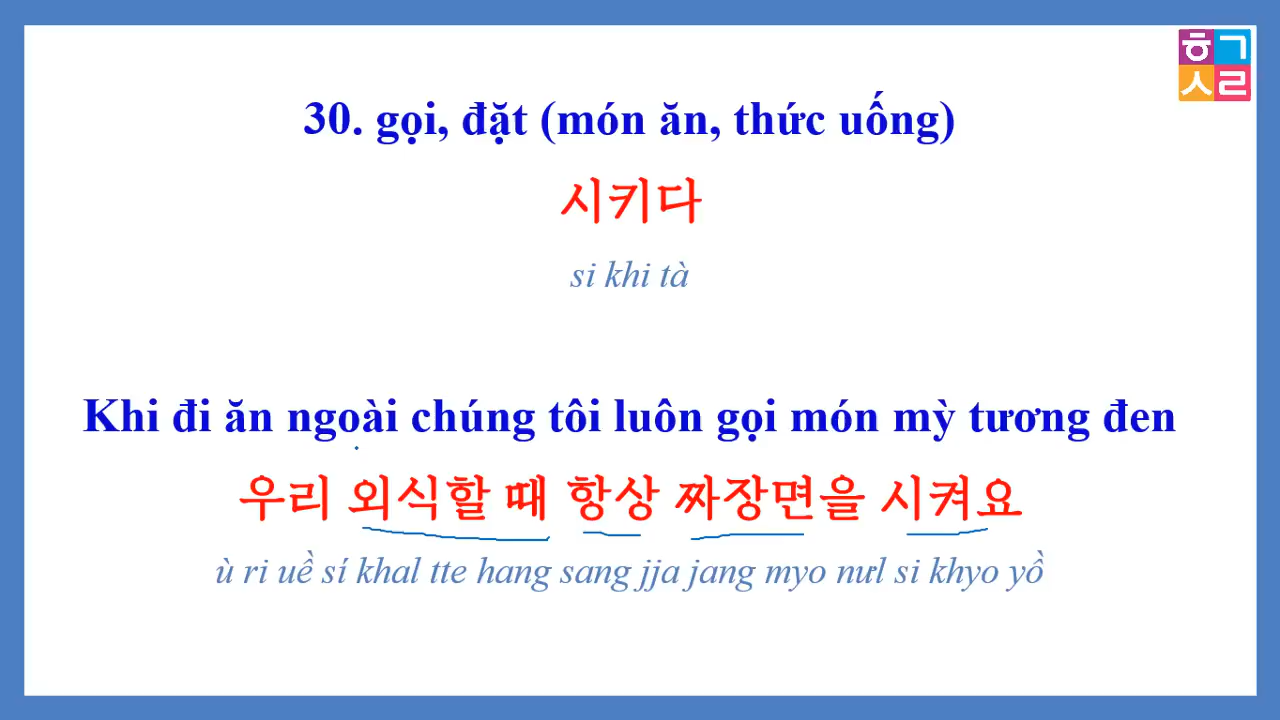 ㅎㄱ
ㅅㄹ
30. gọi, đặt (món ăn, thức uống)
시키다
si khi tà
Khi đi ăn ngoài chúng tôi luôn gọi món mỳ tương đen
우리 외식할 때 항상 짜장면을 시켜요
ù ri uề sí khal tte hang sang jja jang myo nưl si khyo yồ